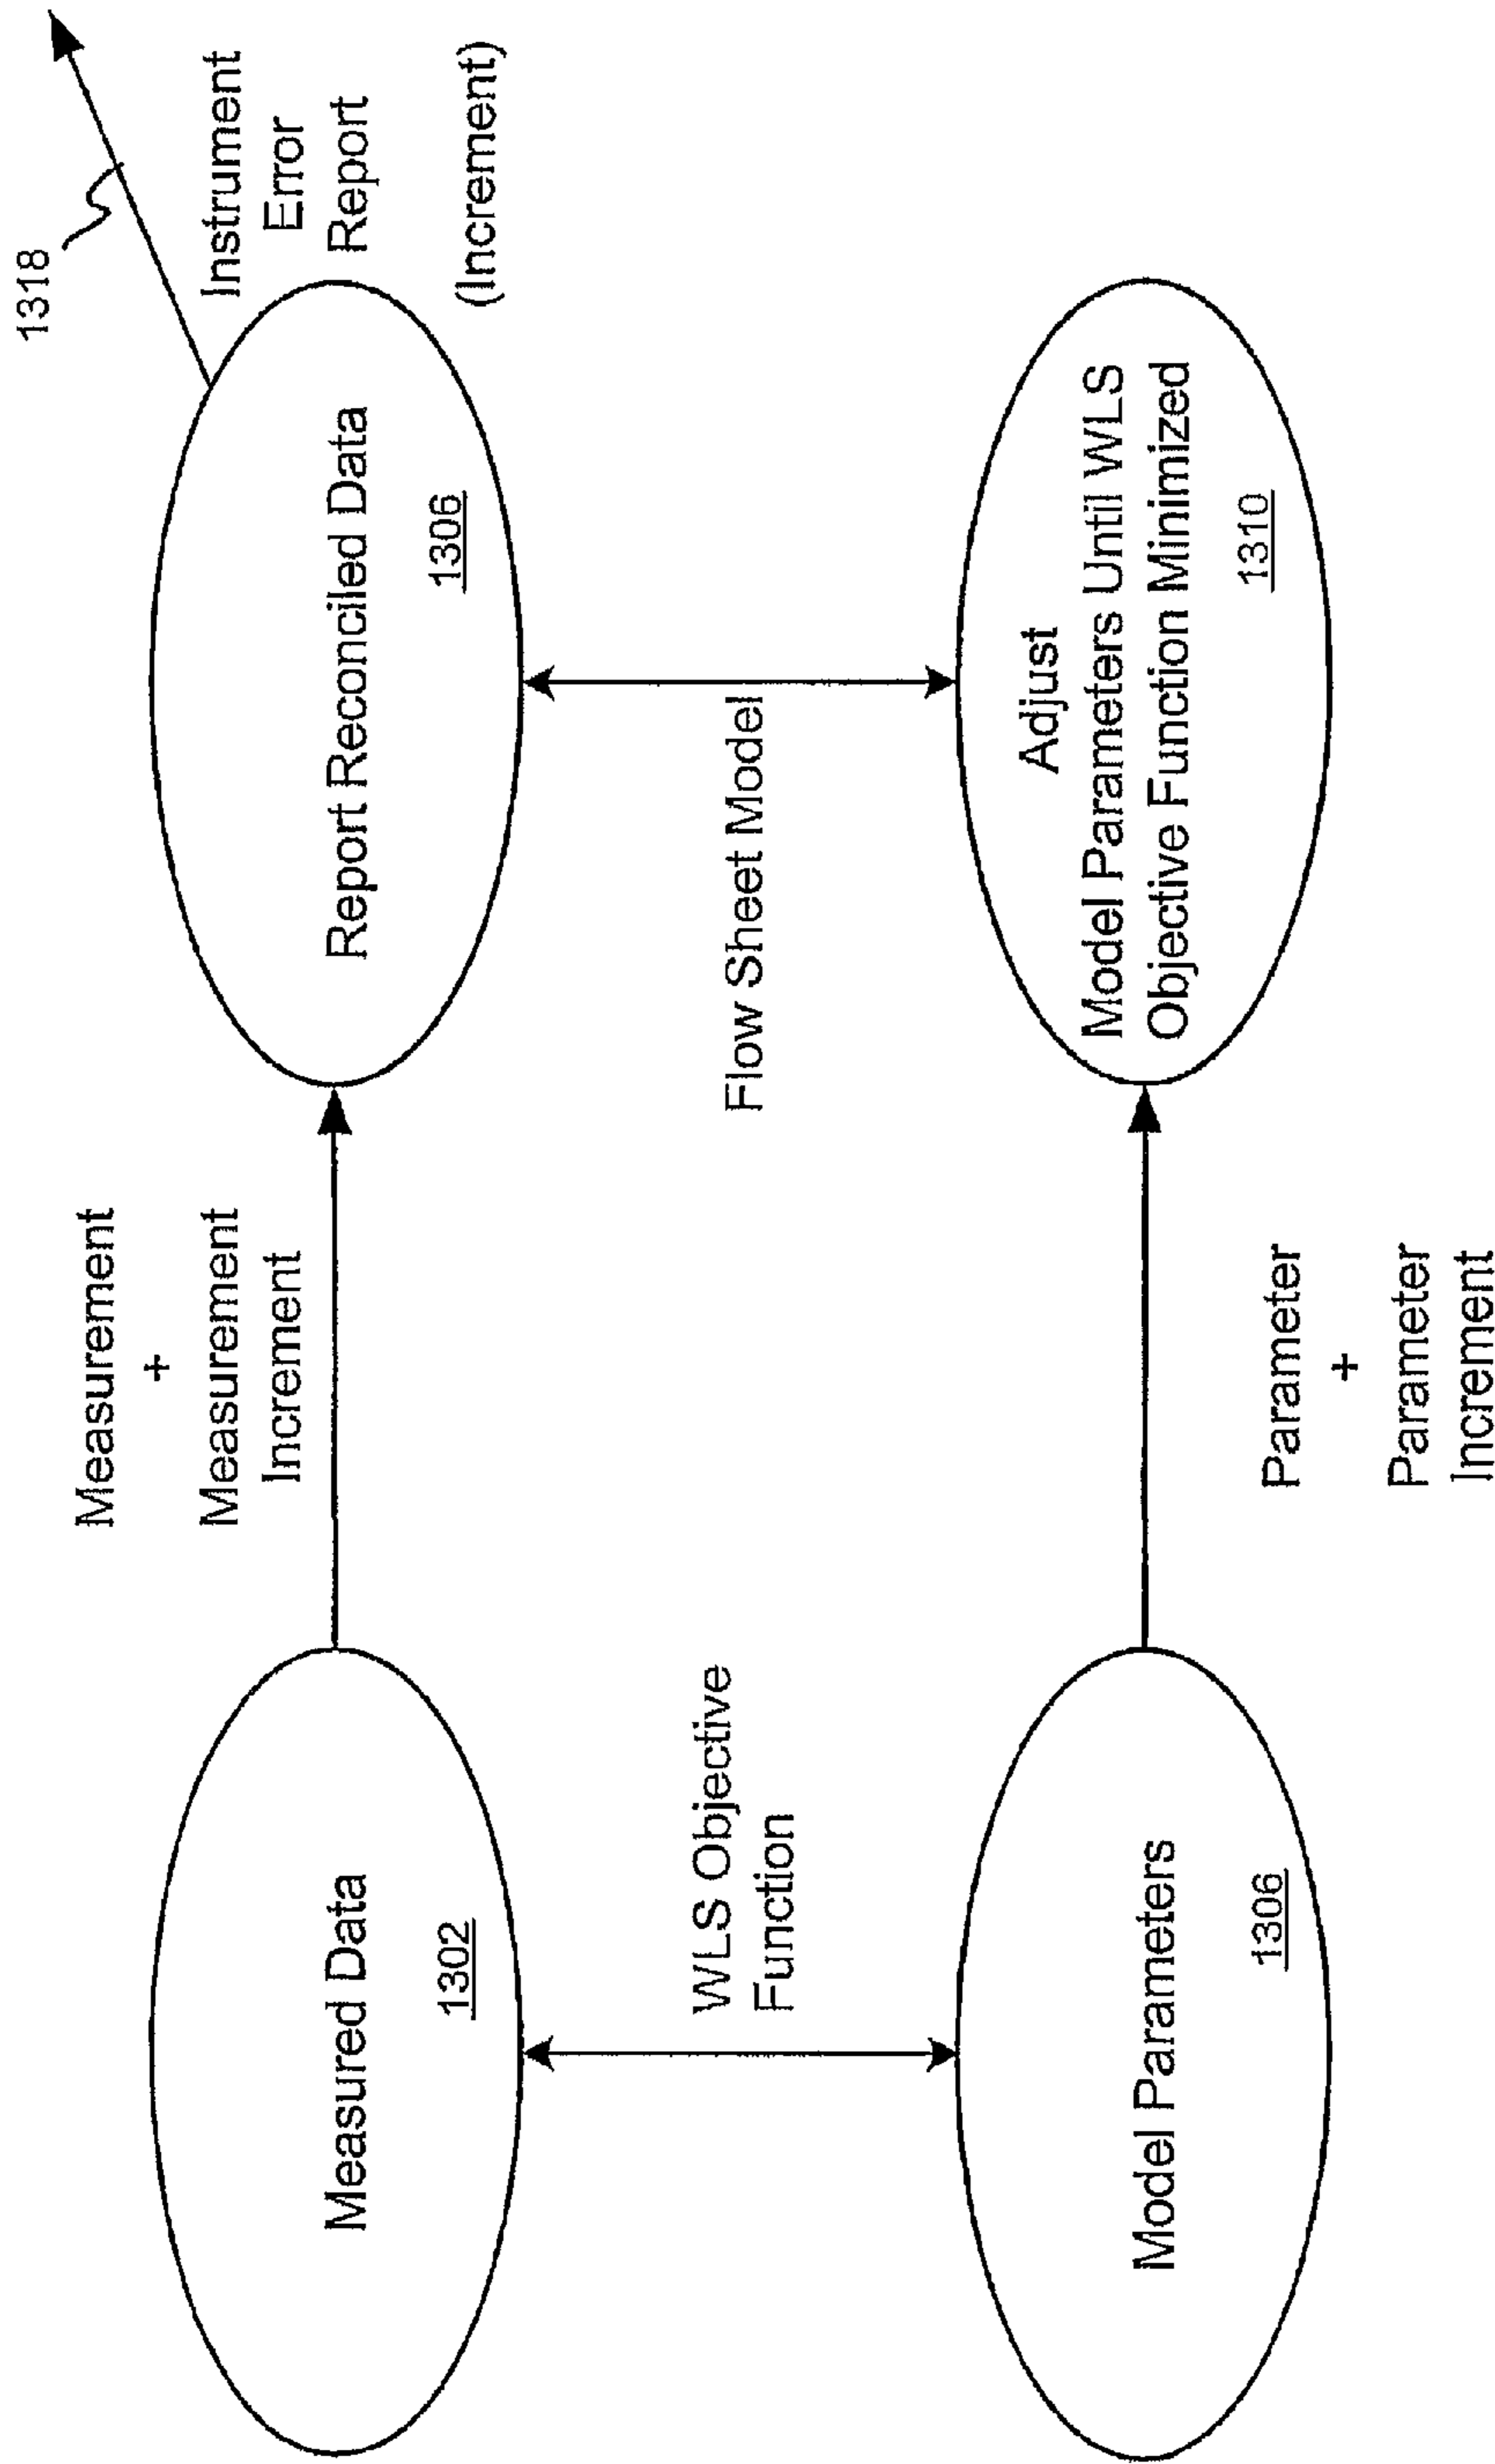 Measured Data
1302
Measurement
+
Measurement
Increment
Report Reconciled Data
1306
1318
Instrument
Error
Report
(Increment)
WLS Objective
Function
Flow Sheet Model
Model Parameters
1306
Parameter
+
Parameter
Increment
Adjust
Model Parameters Until WLS
Objective Function Minimized
1310